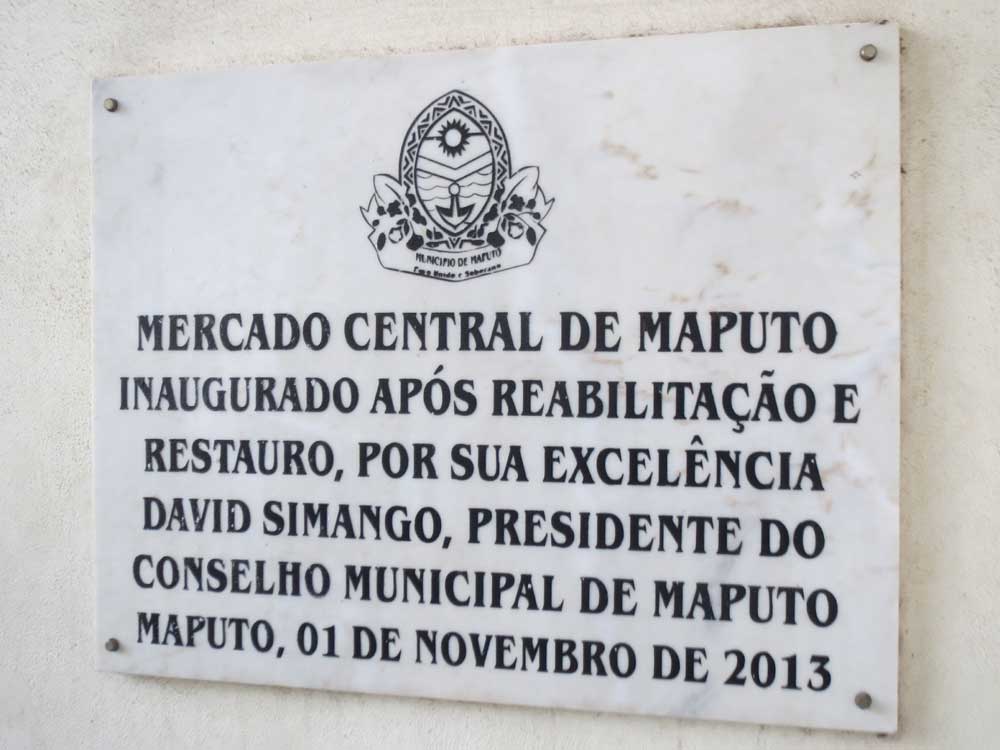 MUNICIPIO DE MAPUTO
MERCADO CENTRAL DE MAPUTO
INAUGURADO APÓS REABILITAÇÃO E
RESTAURO, POR SUA EXCELÊNCIA
DAVID SIMANGO, PRESIDENTE DO
CONSELHO MUNICIPAL DE MAPUTO
MAPUTO, 01 DE NOVEMBRO DE 2013